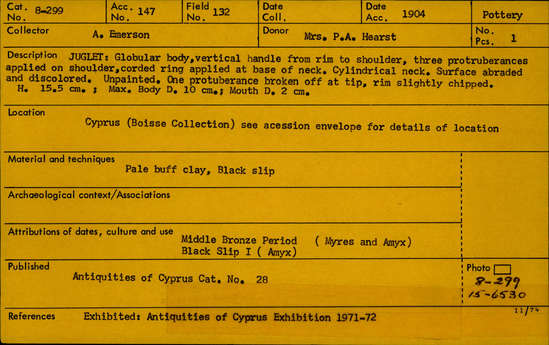 Cat. No. 8-299 Acc. No. 147 Field No. 132 Date Coll. Date Acc. 1904 Pottery
Collector A. Emerson Donor Mrs. P.A. Hearst No. Pcs. 1
Description JUGLET: Globular body,vertical handle from rim to shoulder, three protruberances
applied on shoulder,corded ring applied at base of neck. Cylindrical neck. Surface abraded
and discolored. Unpainted. One protuberance broken off at tip, rim slightly chipped.
H. 15.5 cm. ; Max. Body D. 10 cm.; Mouth D. 2 cm.
Location
Cyprus (Boisse Collection) see acession envelope for details of location
Material and techniques
Pale buff clay, Black slip
Archaeological context/Associations
Attributions of dates, culture and use Middle Bronze Period ( Myres and Amyx)
Black Slip I ( Amyx)
Published
Antiquities of Cyprus Cat. No. 28
Photo
8-299
15-6530
11/74
References Exhibited: Antiquities of Cyprus Exhibition 1971-72